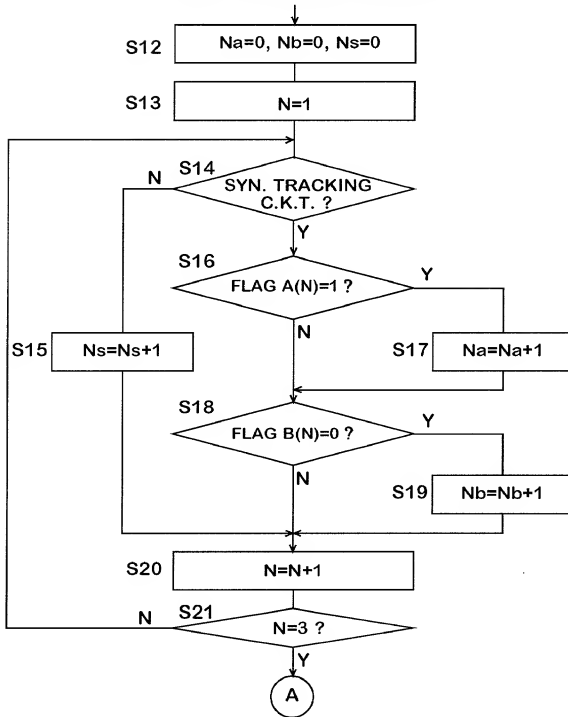 S12
Na=0, Nb=0, Ns=0
S13
N=1
S14
N
SYN. TRACKING
C.K.T. ?
Y
S16
FLAG A(N)=1 ?
Y
N
S15
Ns=Ns+1
S17
Na=Na+1
S18
FLAG B(N)=0 ?
Y
N
S19
Nb=Nb+1
S20
N=N+1
S21
N
N=3 ?
Y
A